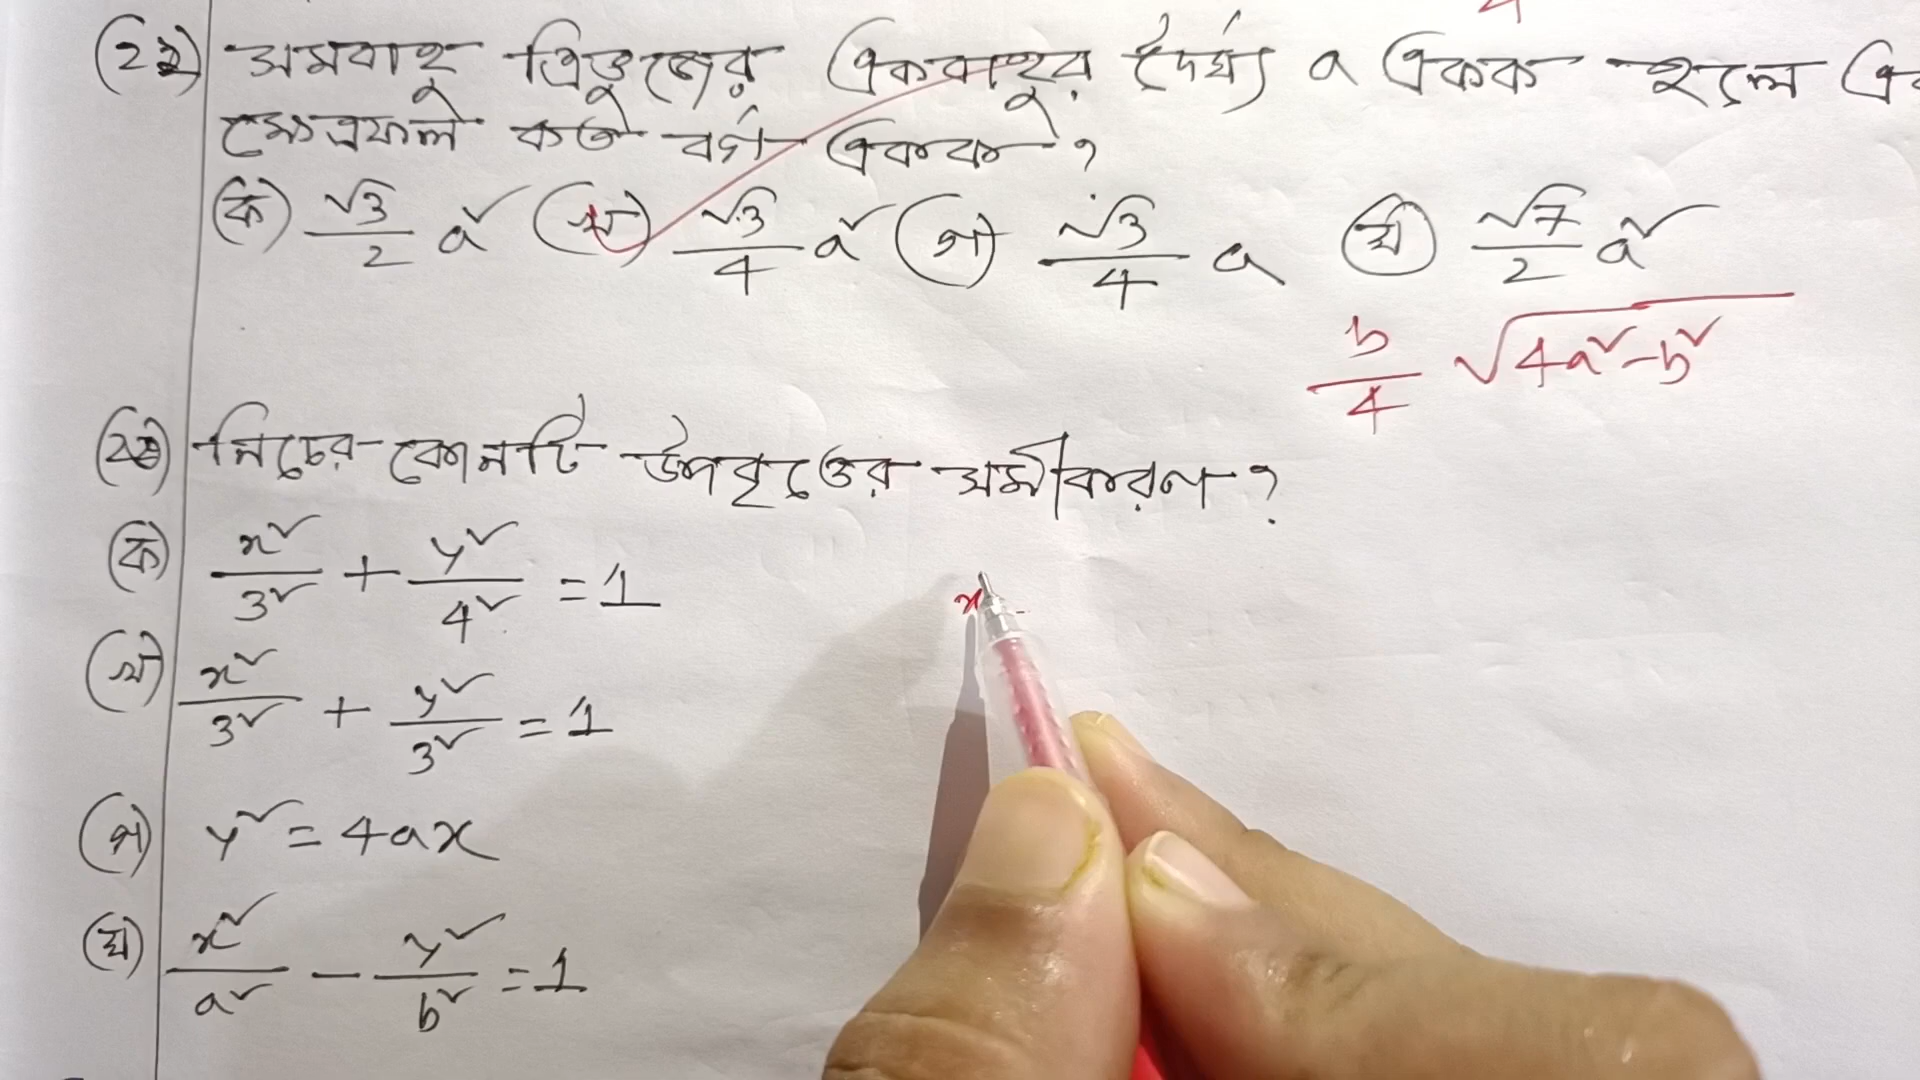 (22) সমবাহু ত্রিভুজের একবাহুর দৈর্ঘ্য a একক হলে
ক্ষেত্রফল কত বর্গ একক ?
(ক) √3/2 a² (খ) √3/4 a² (গ) √3/4 a (ঘ) √7/2 a²
b/4 √4a²-b²
(২৩) নিচের কোনটি উপবৃত্তের সমীকরণ ?
(ক) x²/3² + y²/4² = 1
x
(খ) x²/3² + y²/3² = 1
(গ) y² = 4ax
(ঘ) x²/a² - y²/b² = 1